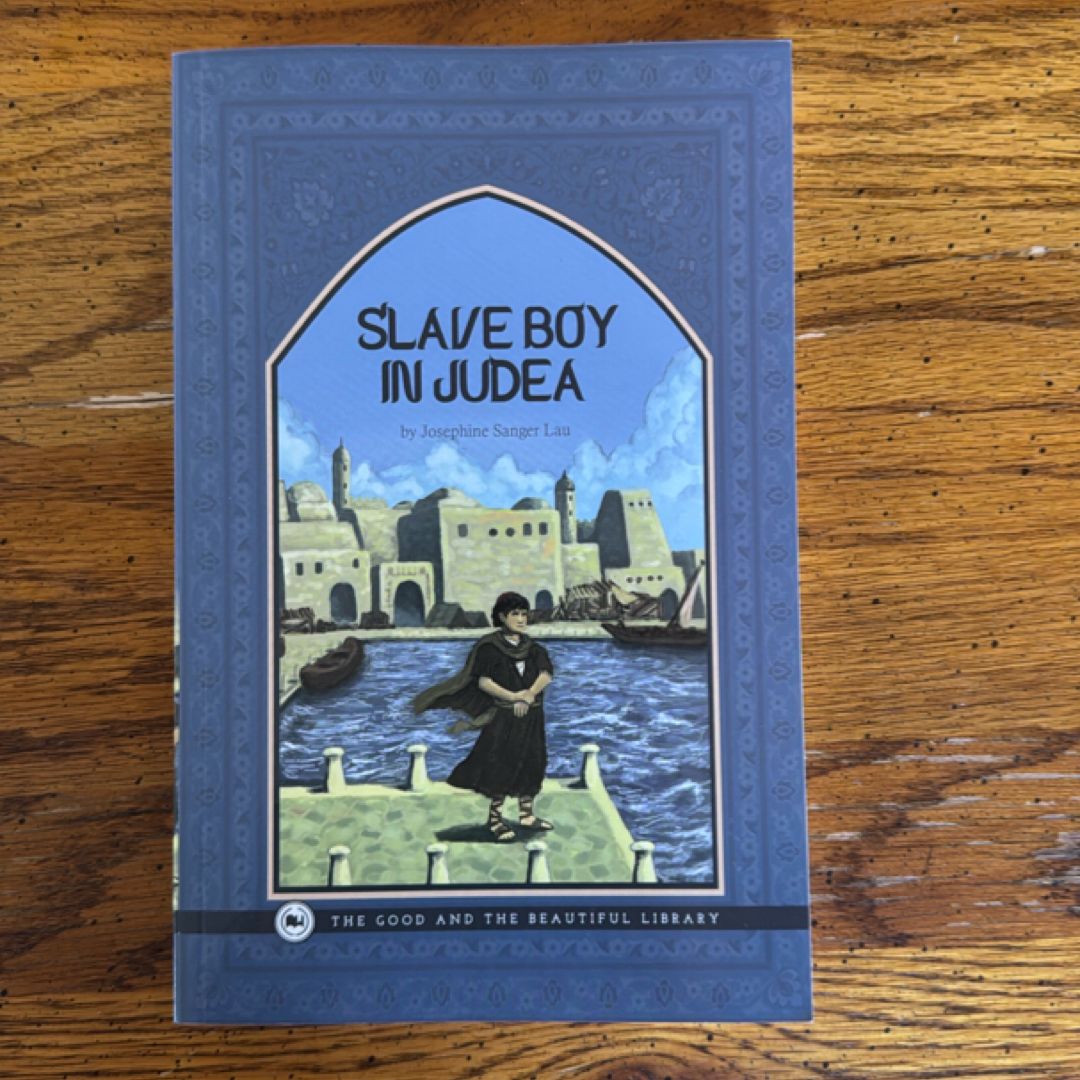 SLAVE BOY
IN JUDEA
by Josephine Sanger Lau
THE GOOD AND THE BEAUTIFUL LIBRARY